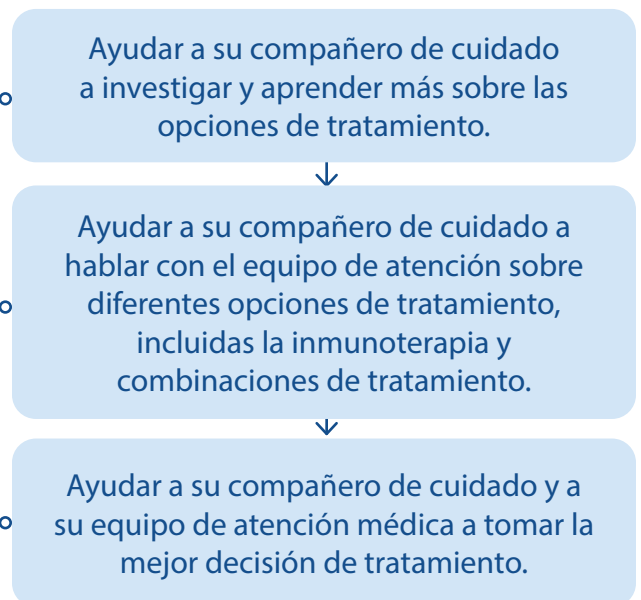 Ayudar a su compañero de cuidado
a investigar y aprender más sobre las
opciones de tratamiento.
Ayudar a su compañero de cuidado a
hablar con el equipo de atención sobre
diferentes opciones de tratamiento,
incluidas la inmunoterapia y
combinaciones de tratamiento.
Ayudar a su compañero de cuidado y a
su equipo de atención médica a tomar la
mejor decisión de tratamiento.